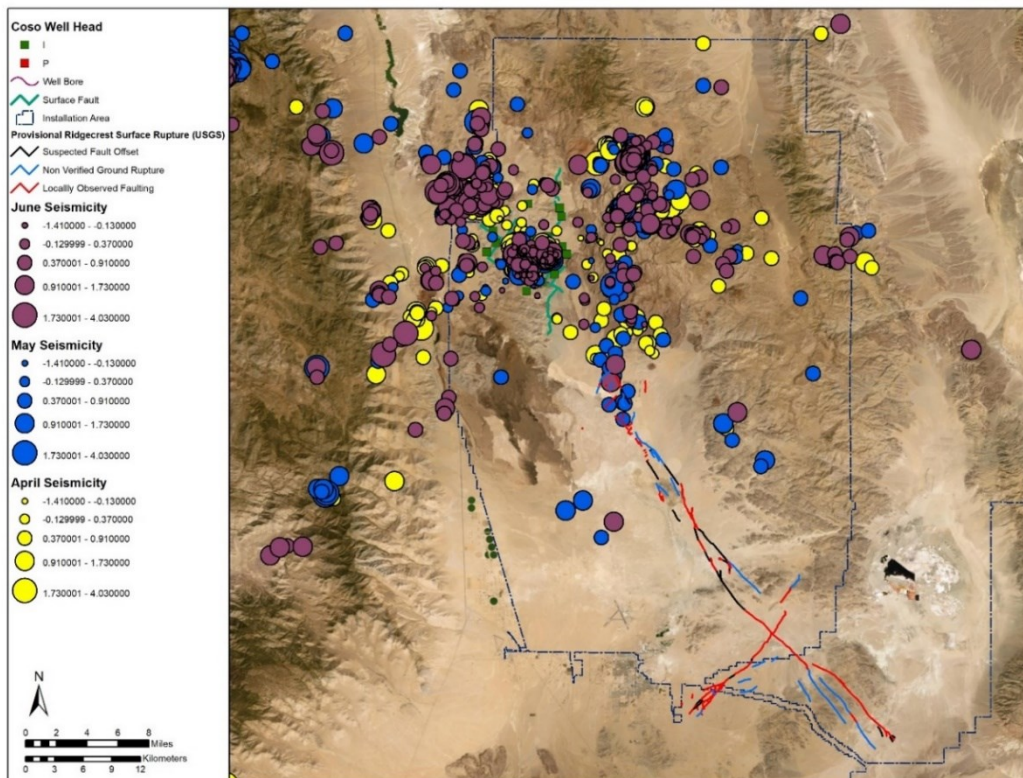 Coso Well Head
I
P
Well Bore
Surface Fault
Installation Area
Provisional Ridgecrest Surface Rupture (USGS)
Suspected Fault Offset
Non Verified Ground Rupture
Locally Observed Faulting
June Seismicity
-1.410000 - -0.130000
-0.129999 - 0.370000
0.370001 - 0.910000
0.910001 - 1.730000
1.730001 - 4.030000
May Seismicity
-1.410000 - -0.130000
-0.129999 - 0.370000
0.370001 - 0.910000
0.910001 - 1.730000
1.730001 - 4.030000
April Seismicity
-1.410000 - -0.130000
-0.129999 - 0.370000
0.370001 - 0.910000
0.910001 - 1.730000
1.730001 - 4.030000
N
0 2 4 6 8
Miles
Kilometers
0 3 6 9 12